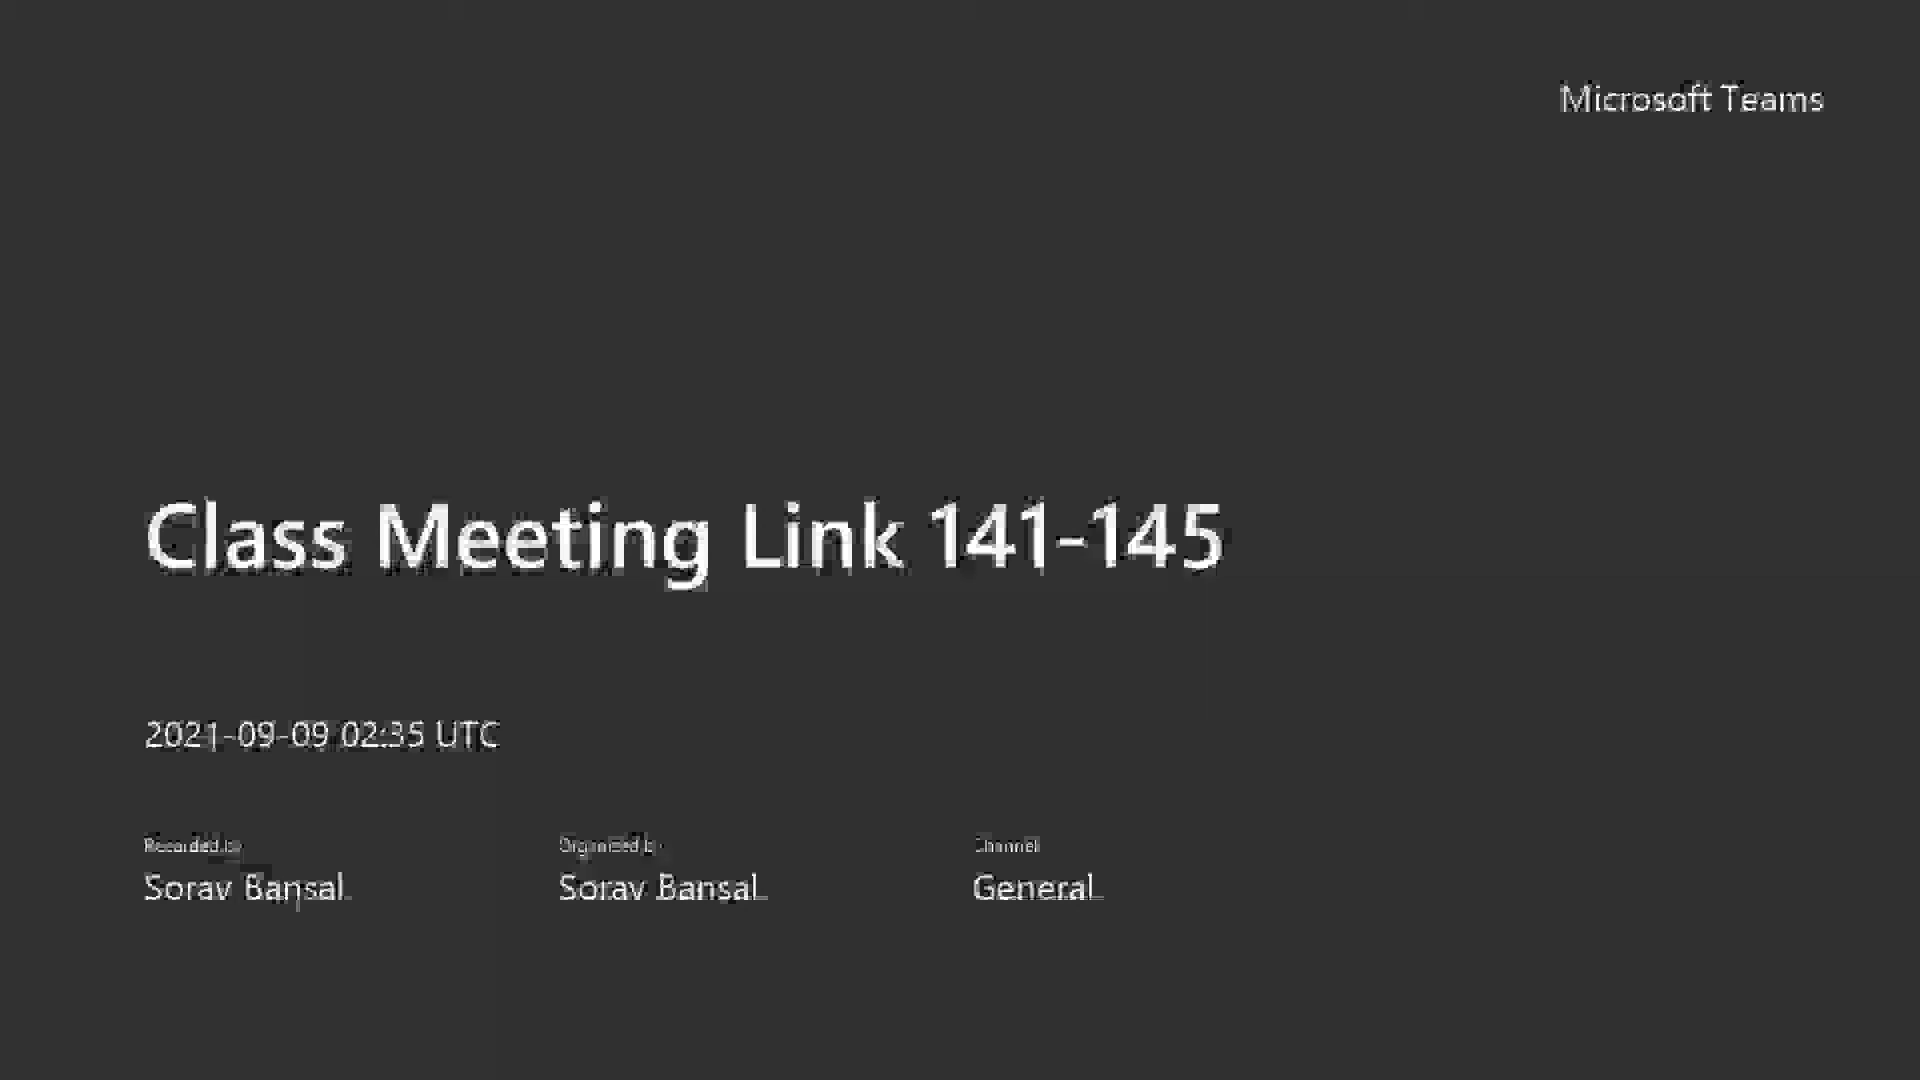 Microsoft Teams
Class Meeting Link 141-145
2021-09-09 02:35 UTC
Recorded by Organized by Channel
Sorav Bansal Sorav Bansal General